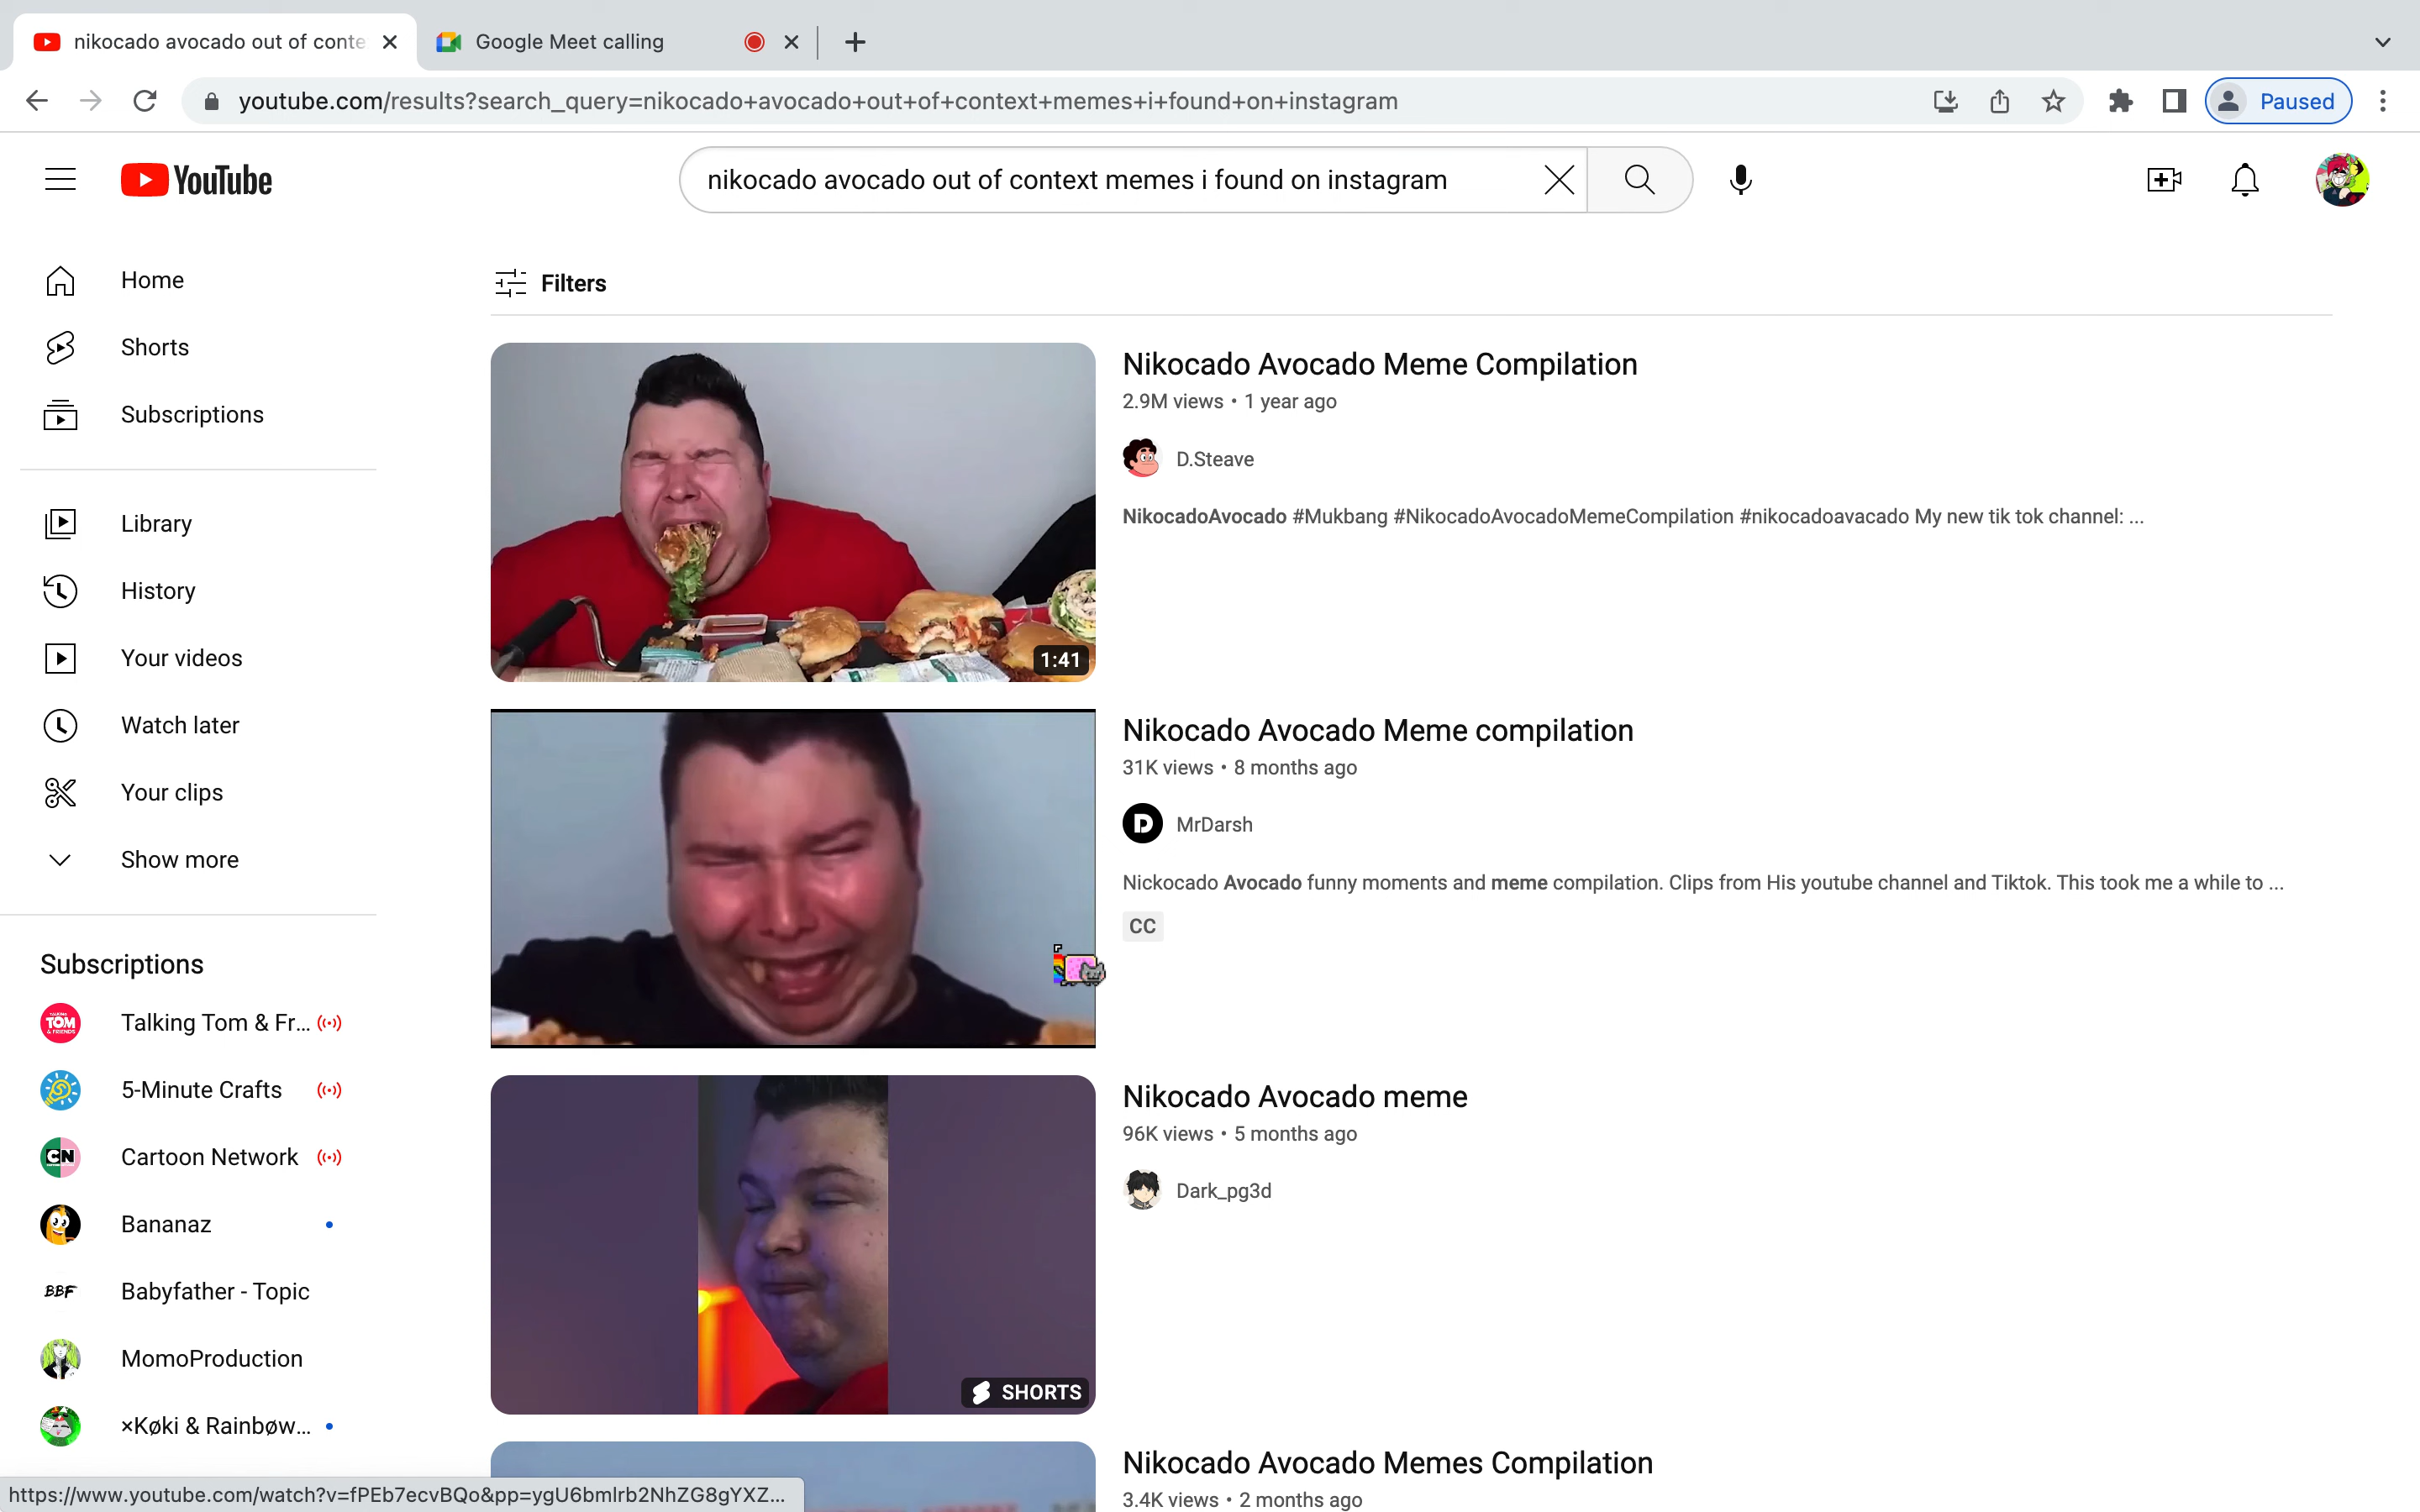 nikocado avocado out of conte
Google Meet calling
youtube.com/results?search_query=nikocado+avocado+out+of+context+memes+i+found+on+instagram
Paused
YouTube
nikocado avocado out of context memes i found on instagram
Home
Shorts
Subscriptions
Library
History
Your videos
Watch later
Your clips
Show more
Subscriptions
TALKING TOM & FRIENDS
Talking Tom & Fr...
5-Minute Crafts
CN
Cartoon Network
Bananaz
BBF
Babyfather - Topic
MomoProduction
×Køki & Rainbøw...
Filters
1:41
Nikocado Avocado Meme Compilation
2.9M views • 1 year ago
D.Steave
NikocadoAvocado #Mukbang #NikocadoAvocadoMemeCompilation #nikocadoavacado My new tik tok channel: ...
Nikocado Avocado Meme compilation
31K views • 8 months ago
D
MrDarsh
Nickocado Avocado funny moments and meme compilation. Clips from His youtube channel and Tiktok. This took me a while to ...
CC
SHORTS
Nikocado Avocado meme
96K views • 5 months ago
Dark_pg3d
Nikocado Avocado Memes Compilation
3.4K views • 2 months ago
https://www.youtube.com/watch?v=fPEb7ecvBQo&pp=ygU6bmlrb2NhZG8gYXZ...